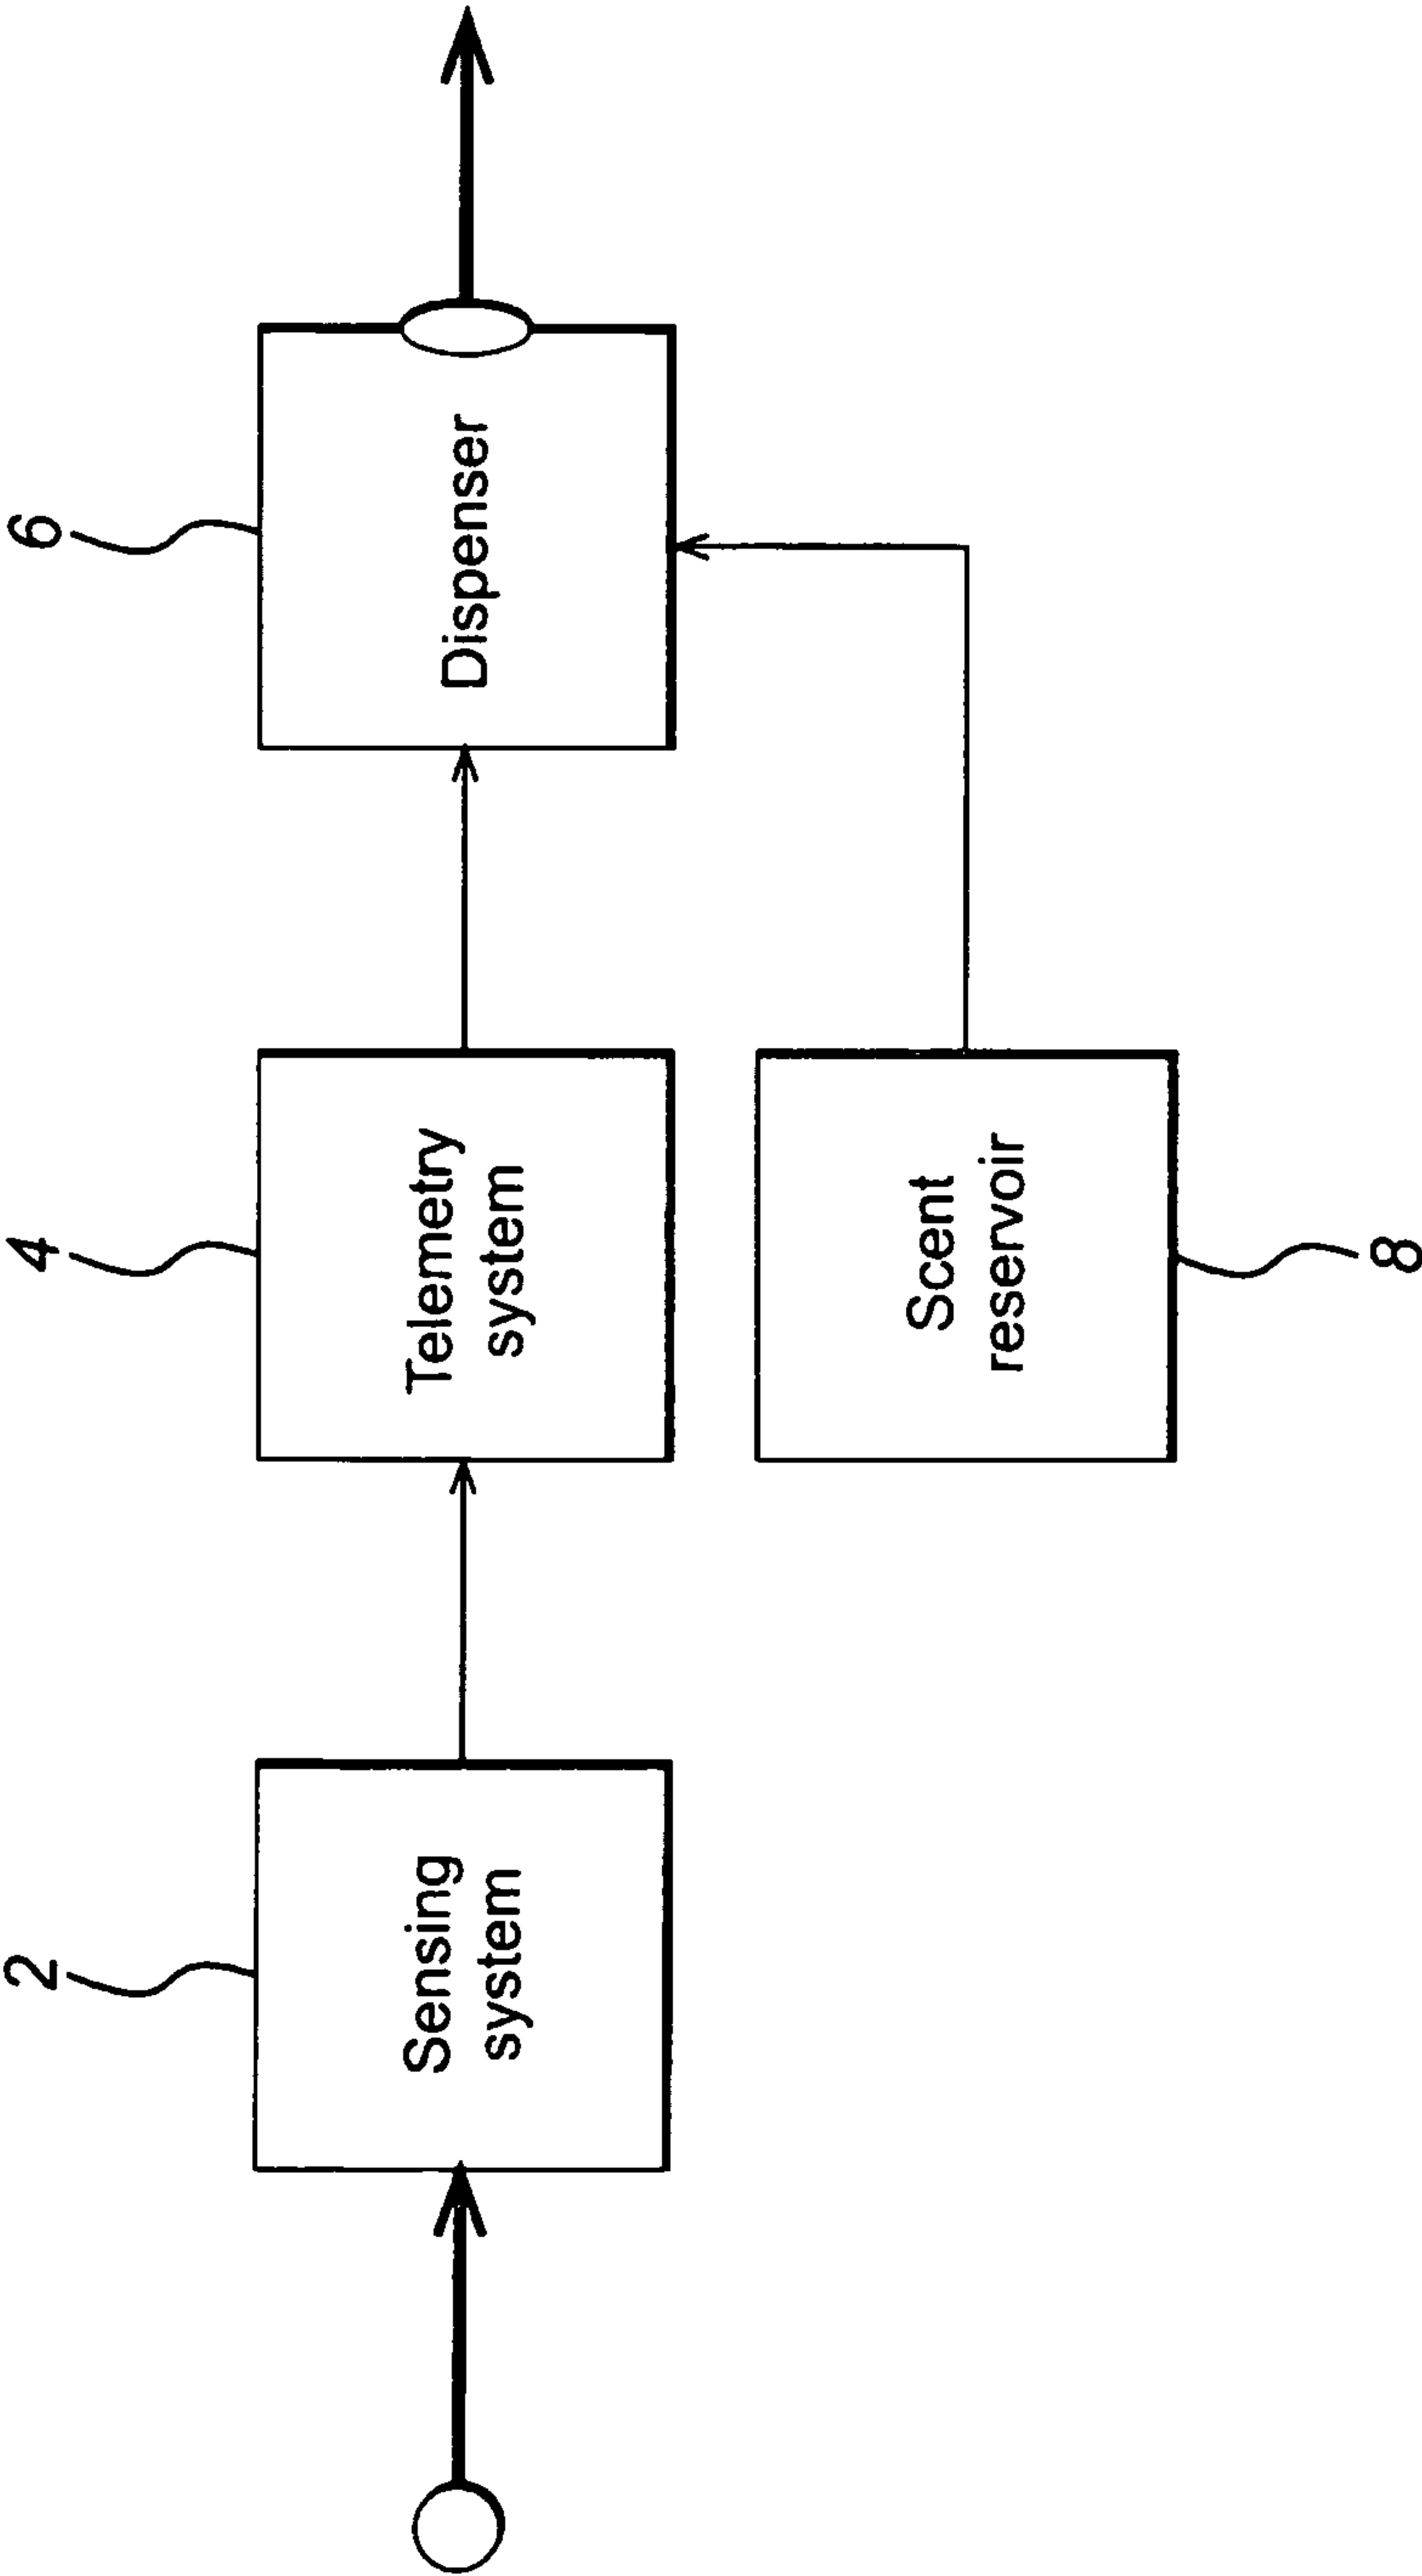 2
4
6
Sensing
system
Telemetry
system
Dispenser
Scent
reservoir
8